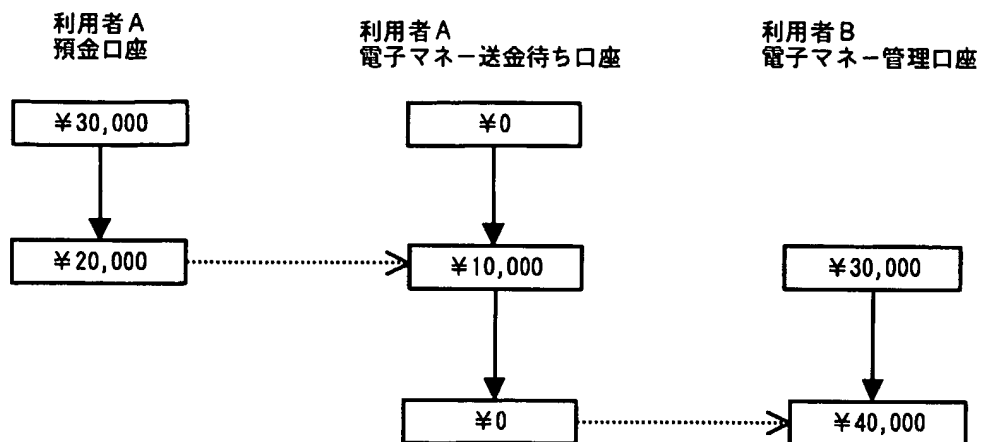 利用者A
預金口座
利用者A
電子マネー送金待ち口座
利用者B
電子マネー管理口座
¥30,000
¥0
¥20,000
¥10,000
¥30,000
¥0
¥40,000